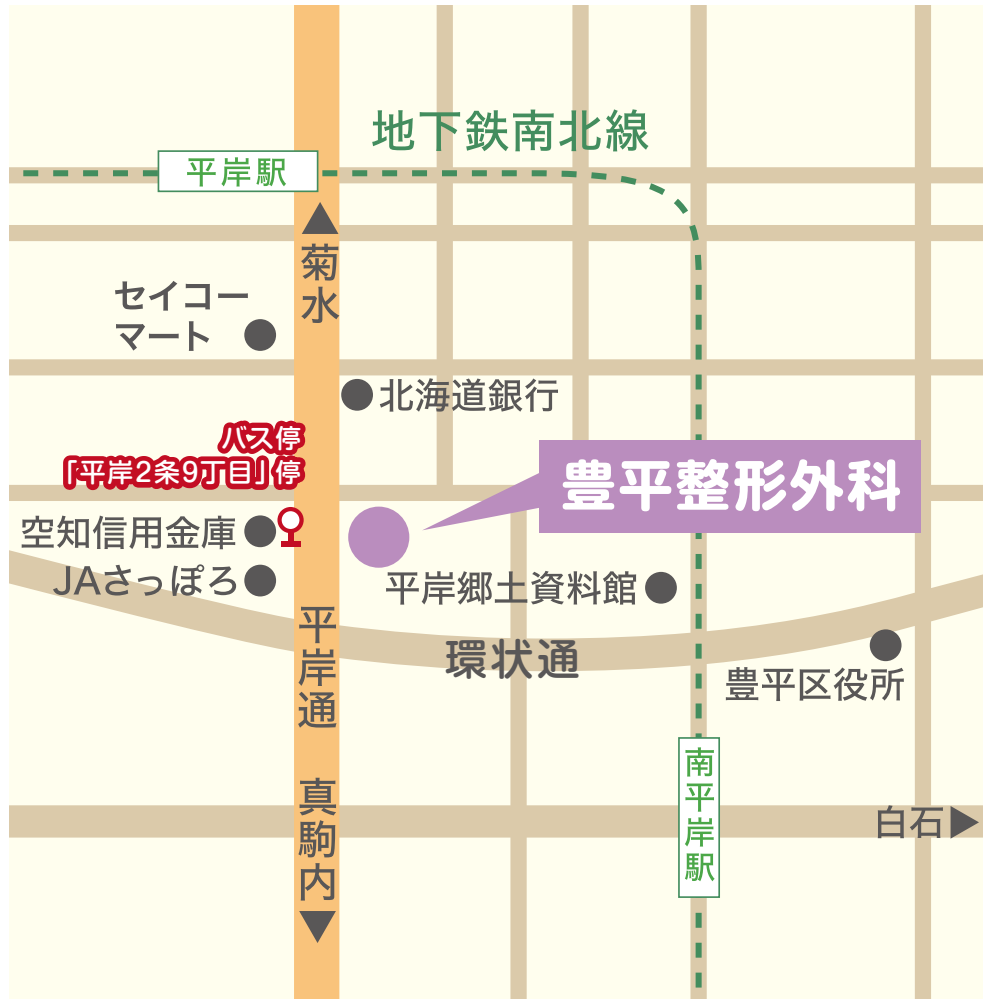 地下鉄南北線
平岸駅
菊水
セイコー
マート
北海道銀行
バス停
「平岸2条9丁目」停
豊平整形外科
空知信用金庫
JAさっぽろ
平岸郷土資料館
平岸通
環状通
豊平区役所
南平岸駅
真駒内
白石